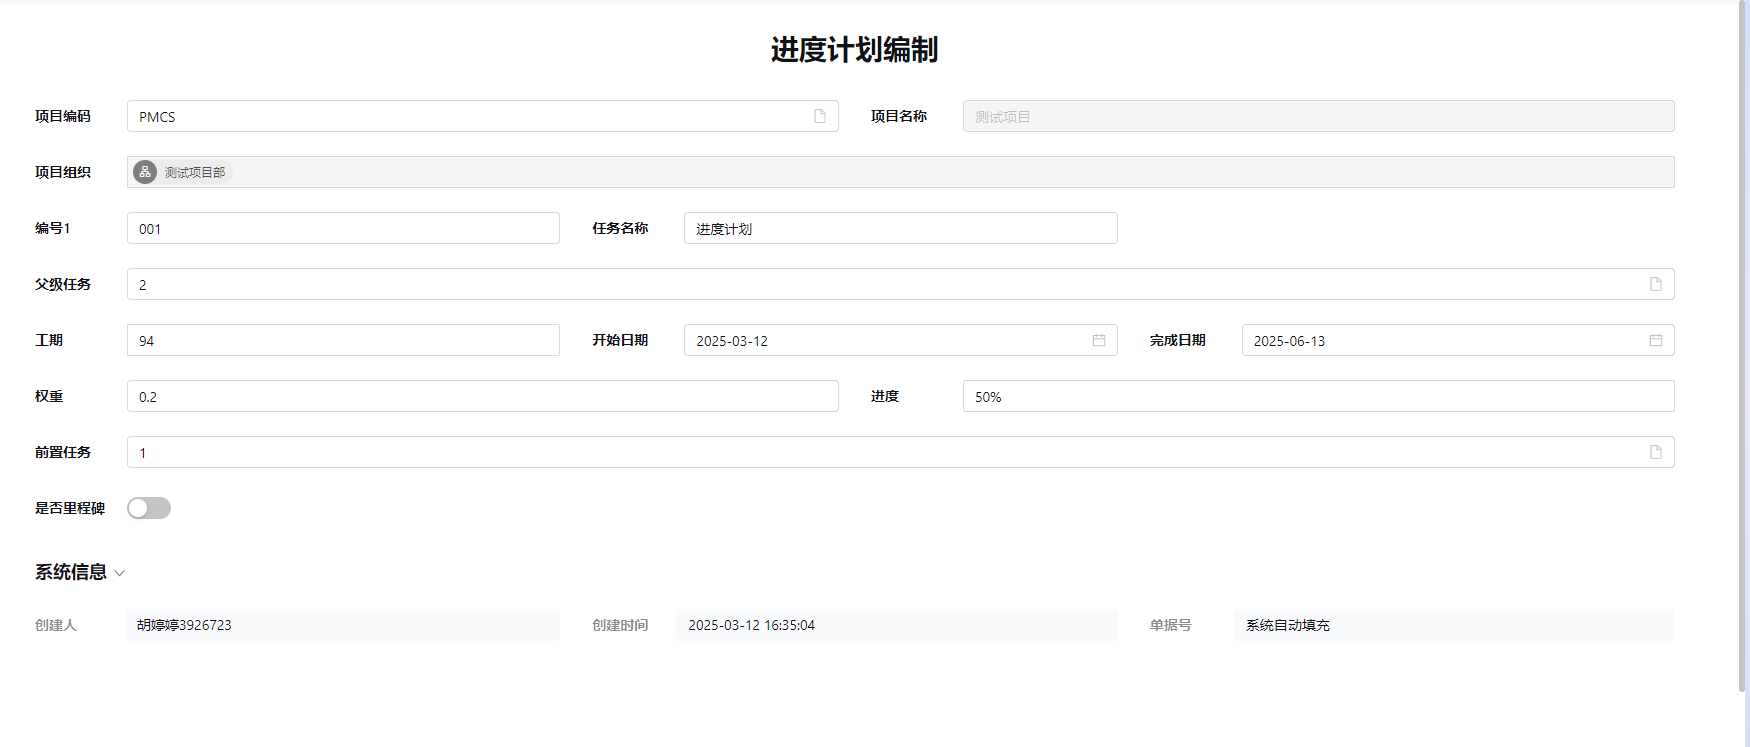 进度计划编制
项目编码 PMCS 项目名称 测试项目
项目组织 测试项目部
编号1 001 任务名称 进度计划
父级任务 2
工期 94 开始日期 2025-03-12 完成日期 2025-06-13
权重 0.2 进度 50%
前置任务 1
是否里程碑
系统信息
创建人 胡婷婷3926723 创建时间 2025-03-12 16:35:04 单据号 系统自动填充